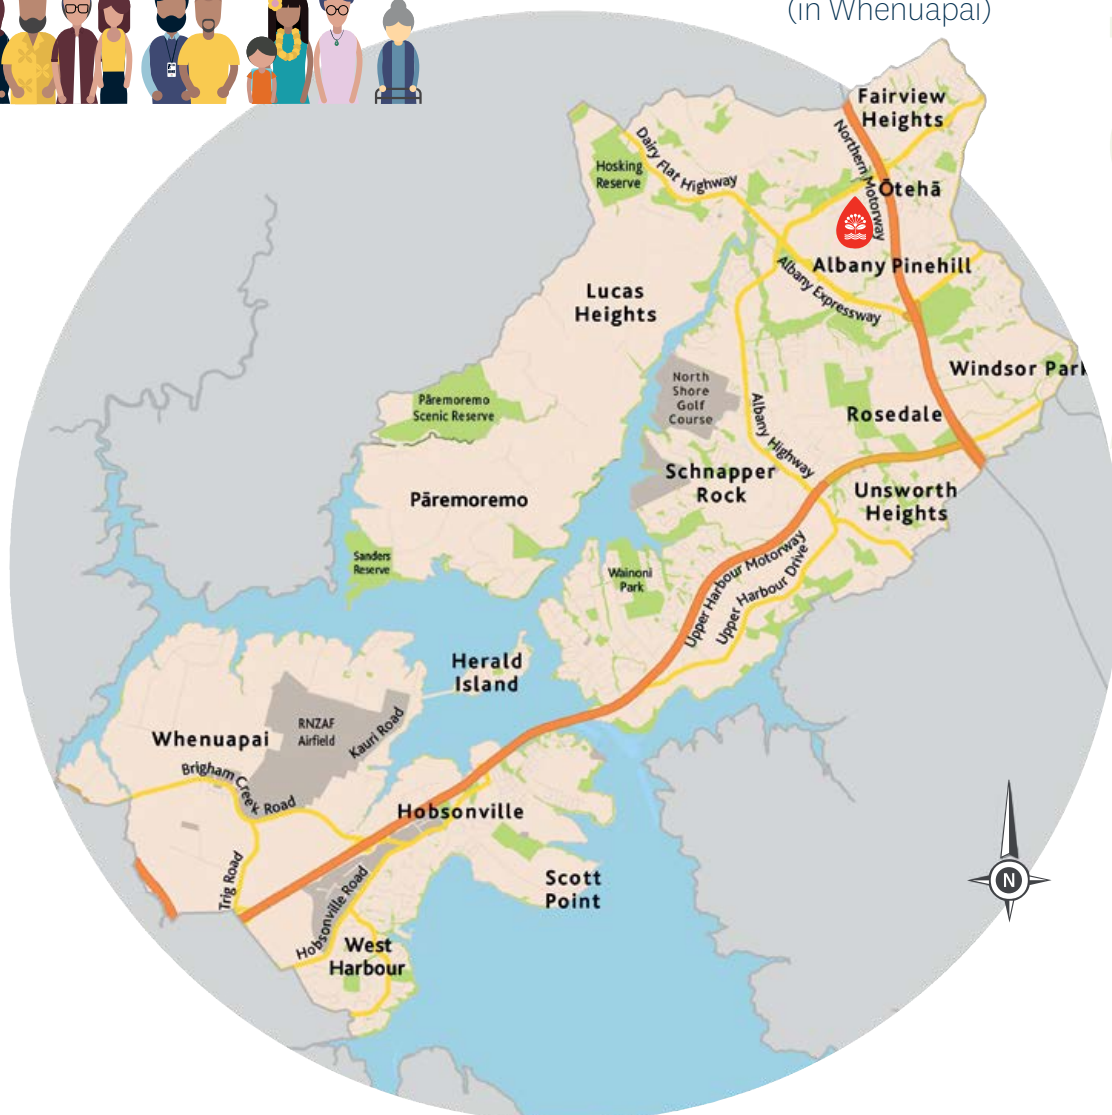 (in Whenuapai)
Fairview
Heights
Northern Motorway
Dairy Flat Highway
Hosking
Reserve
Ōtehā
Albany
Pinehill
Albany Expressway
Lucas
Heights
Windsor Park
North
Shore
Golf
Course
Pāremoremo
Scenic Reserve
Rosedale
Albany Highway
Schnapper
Rock
Pāremoremo
Unsworth
Heights
Sanders
Reserve
Wainoni
Park
Upper Harbour Motorway
Upper Harbour Drive
Herald
Island
RNZAF
Airfield
Kauri Road
Whenuapai
Brigham Creek Road
Hobsonville
Trig Road
Hobsonville Road
Scott
Point
N
West
Harbour